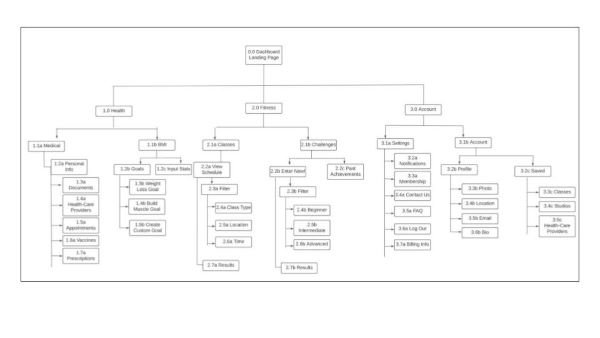 0.0 Dashboard
Landing Page
1.0 Health
2.0 Fitness
3.0 Account
1.1a Medical
1.1b BMI
2.1a Classes
2.1b Challenges
3.1a Settings
3.1b Account
1.2a Personal
Info
1.3a
Documents
1.4a
Health-Care
Providers
1.5a
Appointments
1.6a Vaccines
1.7a
Prescriptions
1.2b Goals
1.2c Input Stats
1.3b Weight
Loss Goal
1.4b Build
Muscle Goal
1.5b Create
Custom Goal
2.2a View
Schedule
2.3a Filter
2.4a Class Type
2.5a Location
2.6a Time
2.7a Results
2.2b Enter New!
2.2c Past
Achievements
2.3b Filter
2.4b Beginner
2.5b
Intermediate
2.6b Advanced
2.7b Results
3.2a
Notifications
3.3a
Membership
3.4a Contact Us
3.5a FAQ
3.6a Log Out
3.7a Billing Info
3.2b Profile
3.2c Saved
3.3b Photo
3.4b Location
3.5b Email
3.6b Bio
3.3c Classes
3.4c Studios
3.5c
Health-Care
Providers